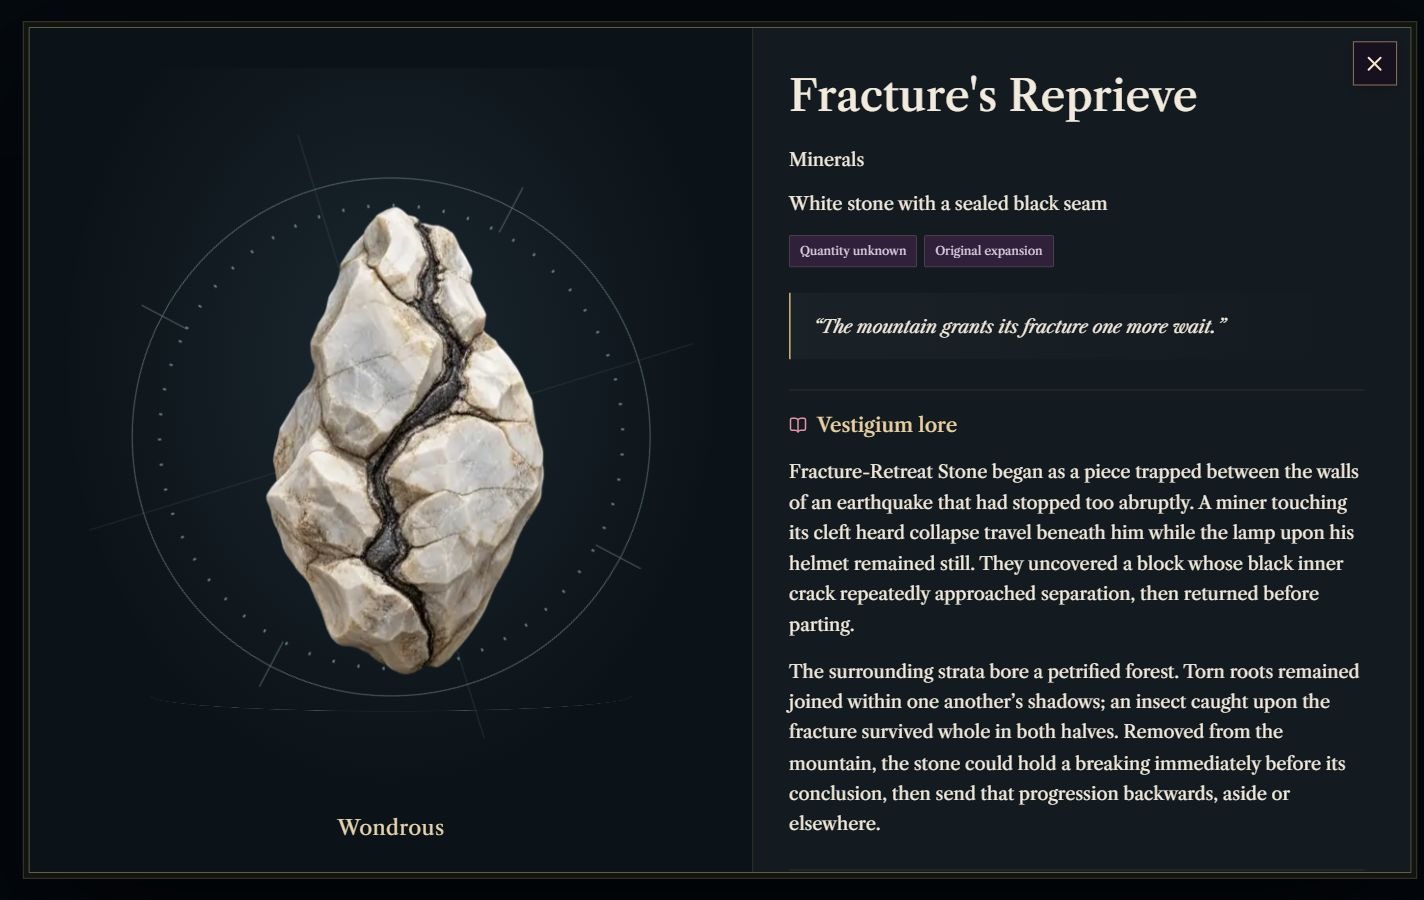 Fracture's Reprieve
Minerals
White stone with a sealed black seam
Quantity unknown
Original expansion
“The mountain grants its fracture one more wait.”
Vestigium lore
Fracture-Retreat Stone began as a piece trapped between the walls
of an earthquake that had stopped too abruptly. A miner touching
its cleft heard collapse travel beneath him while the lamp upon his
helmet remained still. They uncovered a block whose black inner
crack repeatedly approached separation, then returned before
parting.
The surrounding strata bore a petrified forest. Torn roots remained
joined within one another’s shadows; an insect caught upon the
fracture survived whole in both halves. Removed from the
mountain, the stone could hold a breaking immediately before its
conclusion, then send that progression backwards, aside or
elsewhere.
Wondrous